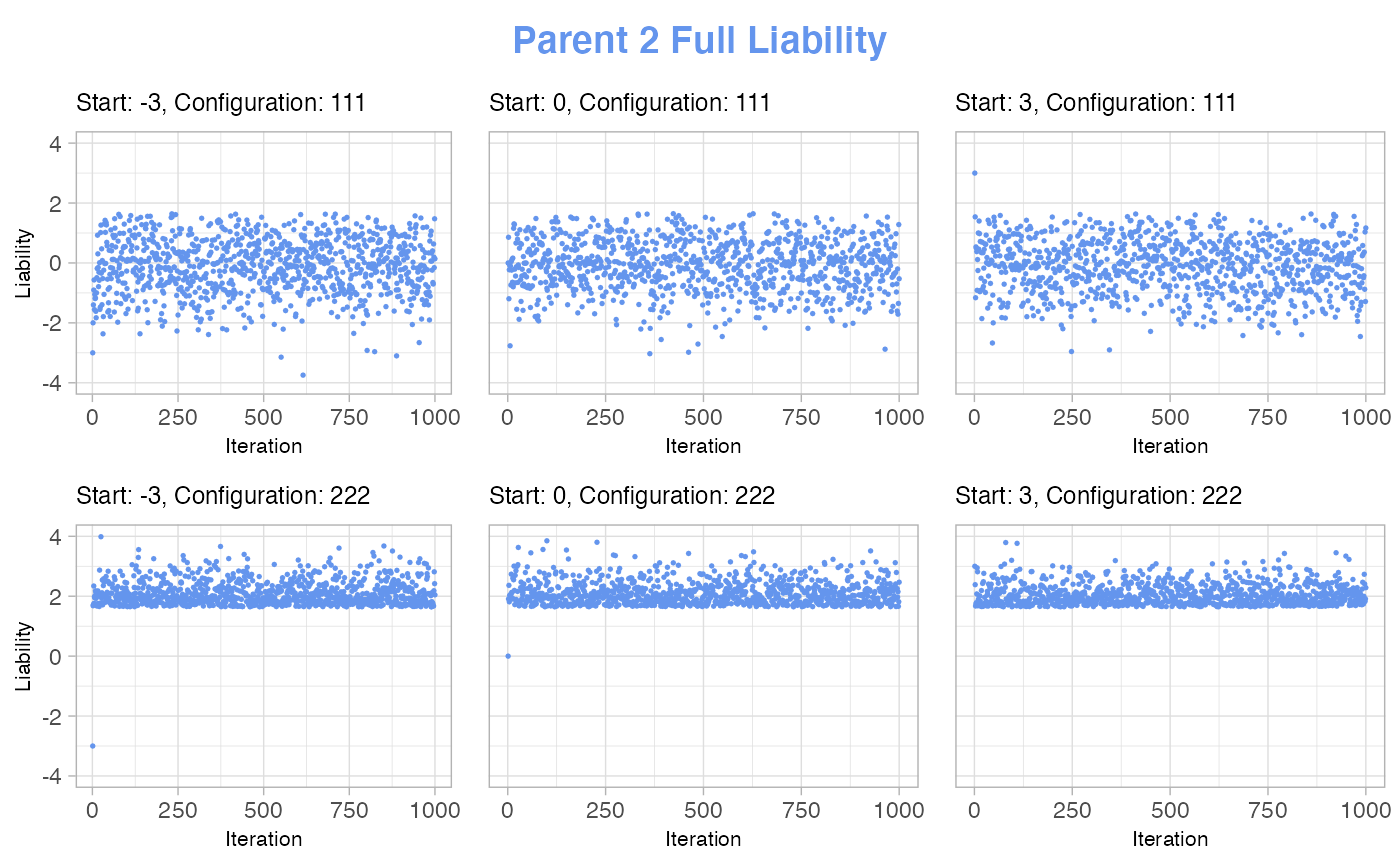 Parent 2 Full Liability
Start: -3, Configuration: 111
Start: 0, Configuration: 111
Start: 3, Configuration: 111
Liability
4
2
0
-2
-4
0 250 500 750 1000
0 250 500 750 1000
0 250 500 750 1000
Iteration
Iteration
Iteration
Start: -3, Configuration: 222
Start: 0, Configuration: 222
Start: 3, Configuration: 222
Liability
4
2
0
-2
-4
0 250 500 750 1000
0 250 500 750 1000
0 250 500 750 1000
Iteration
Iteration
Iteration